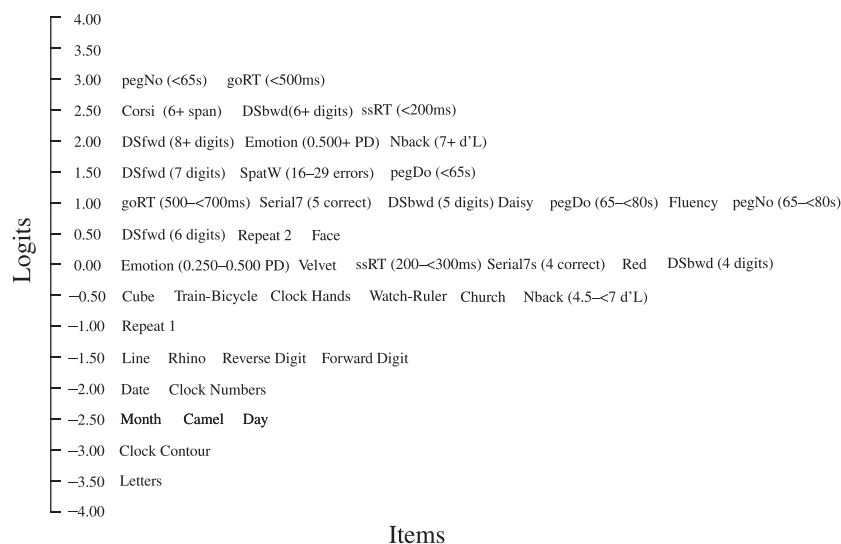 4.00
3.50
3.00 pegNo (<65s) goRT (<500ms)
2.50 Corsi (6+ span) DSbwd(6+ digits) ssRT (<200ms)
2.00 DSfwd (8+ digits) Emotion (0.500+ PD) Nback (7+ d’L)
1.50 DSfwd (7 digits) SpatW (16–29 errors) pegDo (<65s)
1.00 goRT (500–<700ms) Serial7 (5 correct) DSbwd (5 digits) Daisy pegDo (65–<80s) Fluency pegNo (65–<80s)
0.50 DSfwd (6 digits) Repeat 2 Face
0.00 Emotion (0.250–0.500 PD) Velvet ssRT (200–<300ms) Serial7s (4 correct) Red DSbwd (4 digits)
−0.50 Cube Train-Bicycle Clock Hands Watch-Ruler Church Nback (4.5–<7 d’L)
−1.00 Repeat 1
−1.50 Line Rhino Reverse Digit Forward Digit
−2.00 Date Clock Numbers
−2.50 Month Camel Day
−3.00 Clock Contour
−3.50 Letters
−4.00
Logits
Items